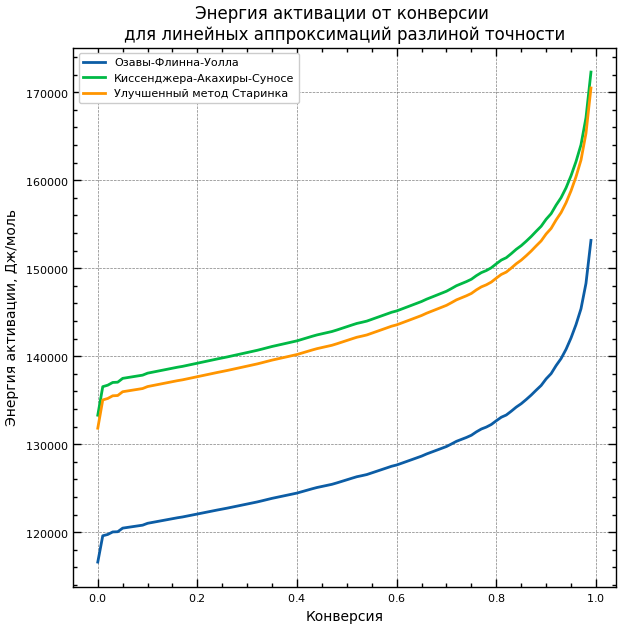 Энергия активации от конверсии
для линейных аппроксимаций разлиной точности
Озавы-Флинна-Уолла
Киссенджера-Акахиры-Суносе
Улучшенный метод Старинка
Энергия активации, Дж/моль
170000
160000
150000
140000
130000
120000
0.0 0.2 0.4 0.6 0.8 1.0
Конверсия